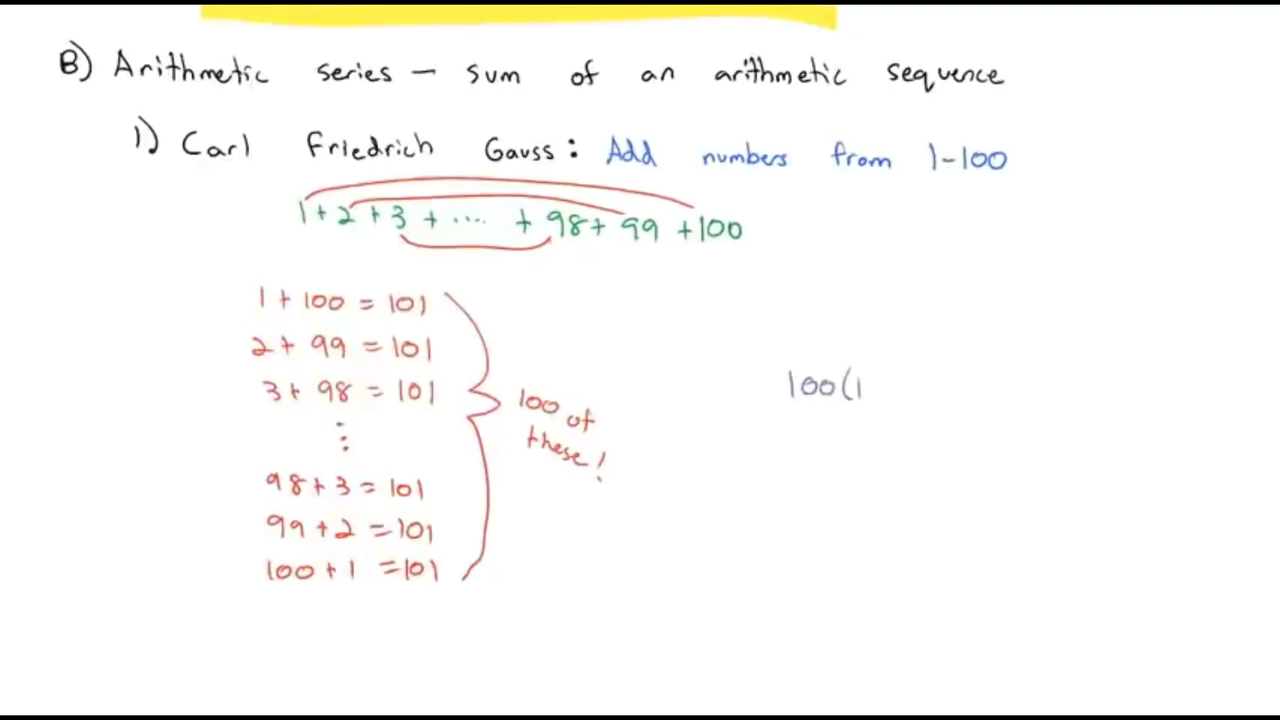 B) Arithmetic series - sum of an arithmetic sequence
1) Carl Friedrich Gauss: Add numbers from 1-100
1+2+3+....+98+99+100
1+100=101
2+99=101
3+98=101
⋮
98+3=101
99+2=101
100+1=101
100 of
these!
100(1